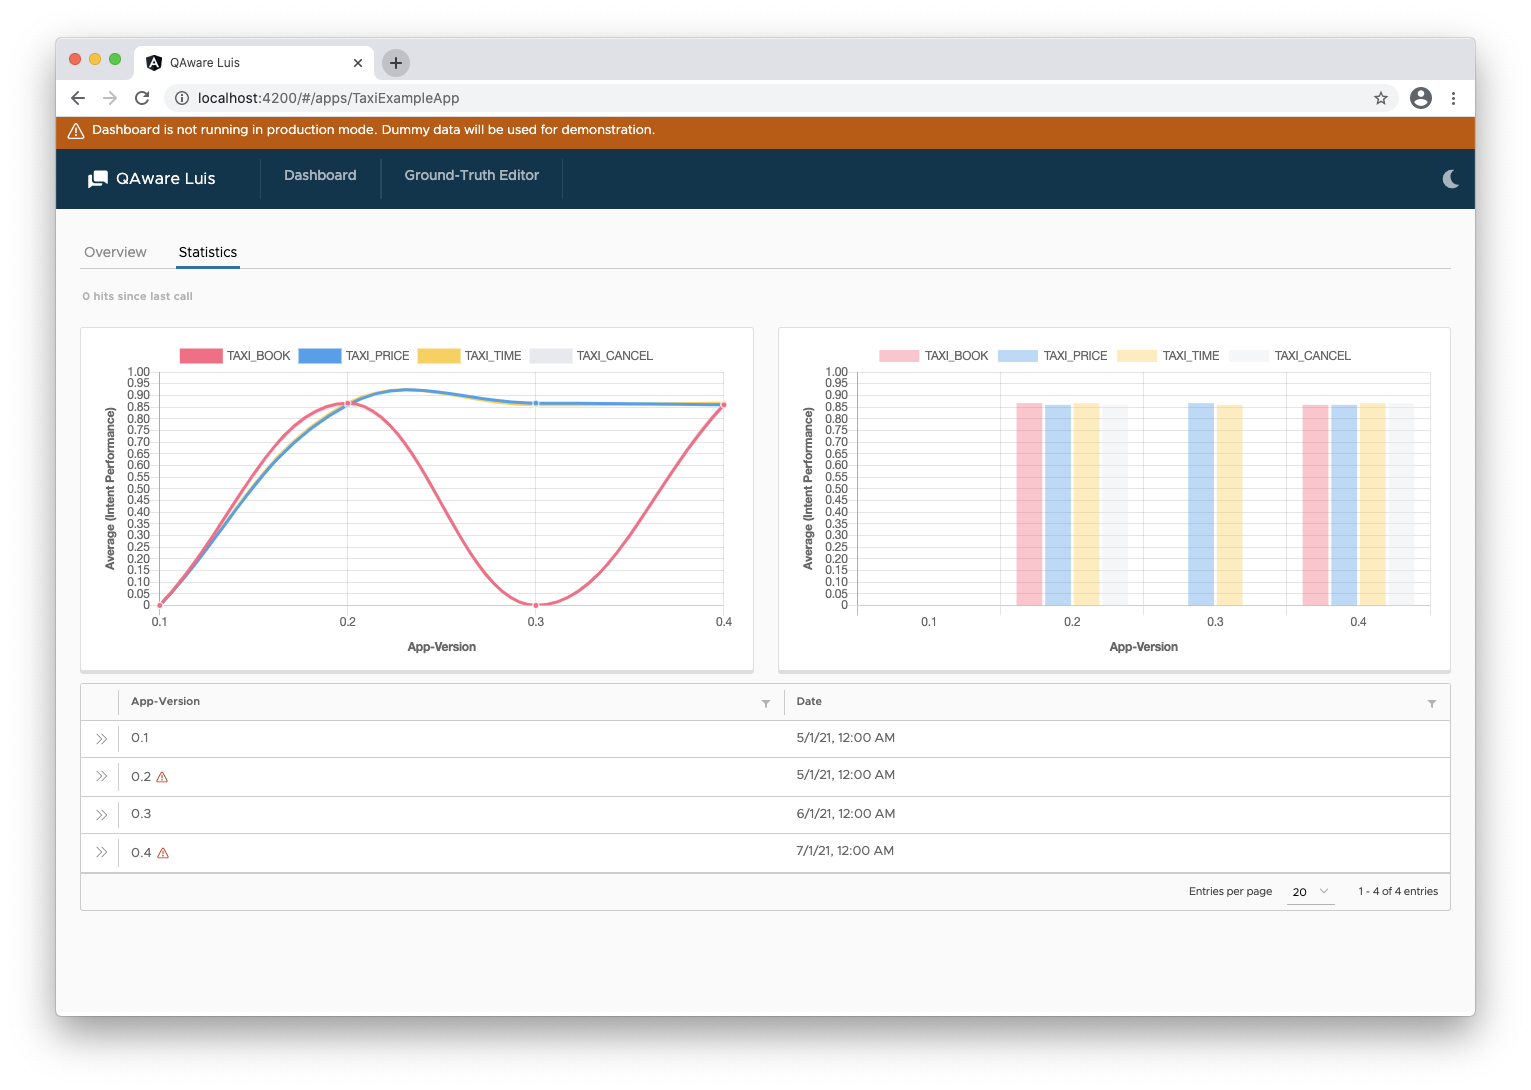 QAware Luis
localhost:4200/#/apps/TaxiExampleApp
Dashboard is not running in production mode. Dummy data will be used for demonstration.
QAware Luis
Dashboard
Ground-Truth Editor
Overview
Statistics
0 hits since last call
TAXI_BOOK TAXI_PRICE TAXI_TIME TAXI_CANCEL
1.00
0.95
0.90
0.85
0.80
0.75
0.70
0.65
0.60
0.55
0.50
0.45
0.40
0.35
0.30
0.25
0.20
0.15
0.10
0.05
0
Average (Intent Performance)
0.1 0.2 0.3 0.4
App-Version
TAXI_BOOK TAXI_PRICE TAXI_TIME TAXI_CANCEL
1.00
0.95
0.90
0.85
0.80
0.75
0.70
0.65
0.60
0.55
0.50
0.45
0.40
0.35
0.30
0.25
0.20
0.15
0.10
0.05
0
Average (Intent Performance)
0.1 0.2 0.3 0.4
App-Version
App-Version Date
0.1 5/1/21, 12:00 AM
0.2 5/1/21, 12:00 AM
0.3 6/1/21, 12:00 AM
0.4 7/1/21, 12:00 AM
Entries per page 20 1 - 4 of 4 entries